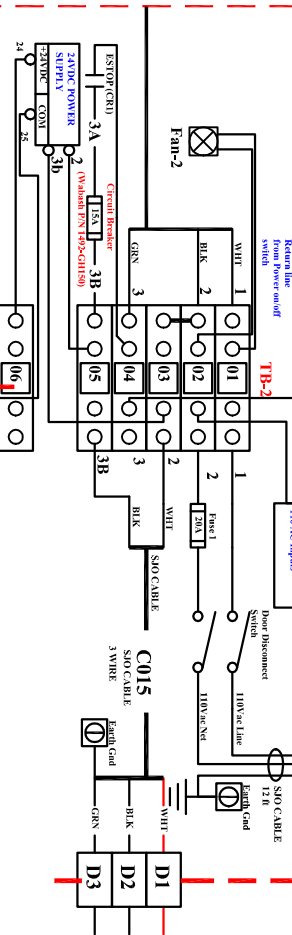 Return line
from Power on/off
switch
TB-2
24
25
+24VDC
COM
24VDC POWER
SUPPLY
3b
2
ESTOP (CR1)
3A
Circuit Breaker
15A
(Wabash P/N 1492-GH150)
3B
Fan-2
WHT
BLK
GRN
1
2
3
01
02
03
04
05
06
1
2
2
3
3B
Fuse 1
20A
Door Disconnect
Switch
110Vac Line
110Vac Net
SJO CABLE
12 ft
Earth Gnd
WHT
BLK
SJO CABLE
C015
SJO CABLE
3 WIRE
Earth Gnd
WHT
BLK
GRN
D1
D2
D3